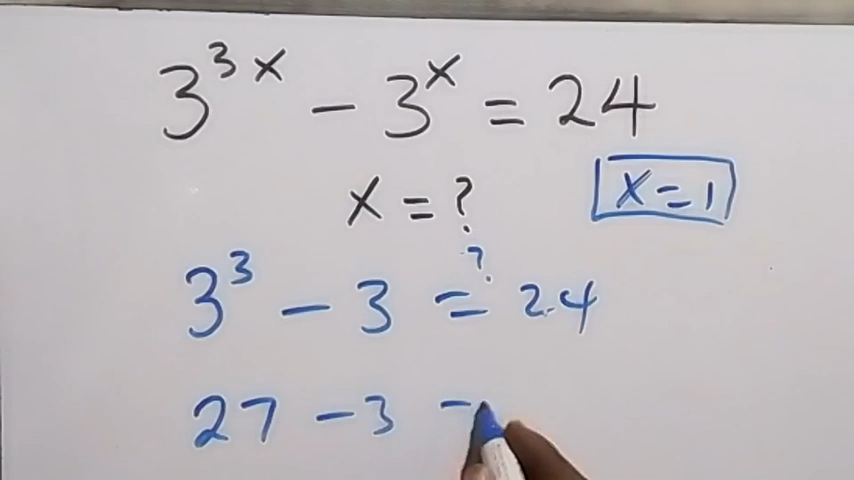 3^{3x} - 3^x = 24
x = ?
x = 1
3^3 - 3 =? 24
27 - 3 =